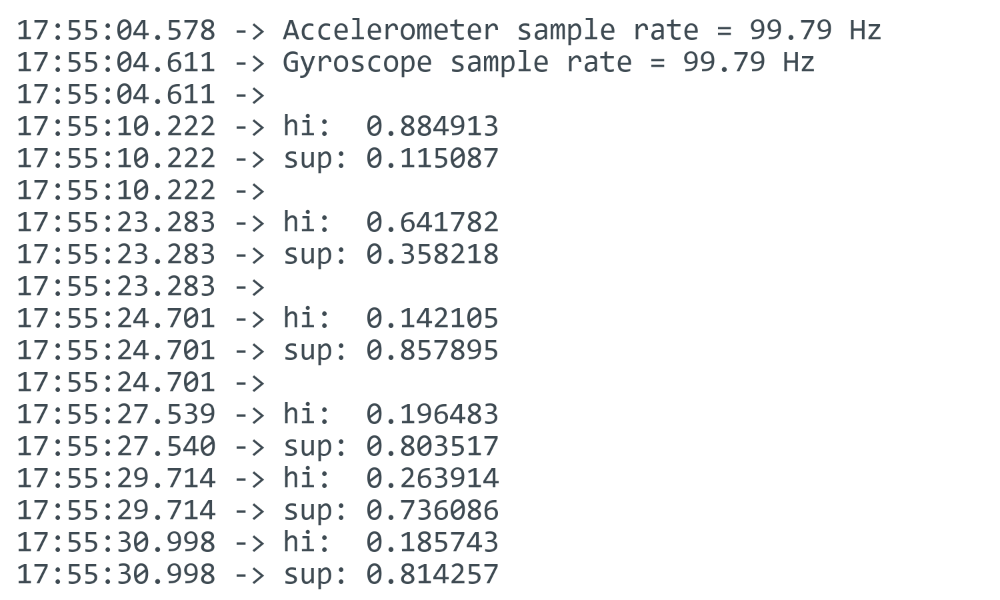 17:55:04.578 -> Accelerometer sample rate = 99.79 Hz
17:55:04.611 -> Gyroscope sample rate = 99.79 Hz
17:55:04.611 ->
17:55:10.222 -> hi:  0.884913
17:55:10.222 -> sup: 0.115087
17:55:10.222 ->
17:55:23.283 -> hi:  0.641782
17:55:23.283 -> sup: 0.358218
17:55:23.283 ->
17:55:24.701 -> hi:  0.142105
17:55:24.701 -> sup: 0.857895
17:55:24.701 ->
17:55:27.539 -> hi:  0.196483
17:55:27.540 -> sup: 0.803517
17:55:29.714 -> hi:  0.263914
17:55:29.714 -> sup: 0.736086
17:55:30.998 -> hi:  0.185743
17:55:30.998 -> sup: 0.814257